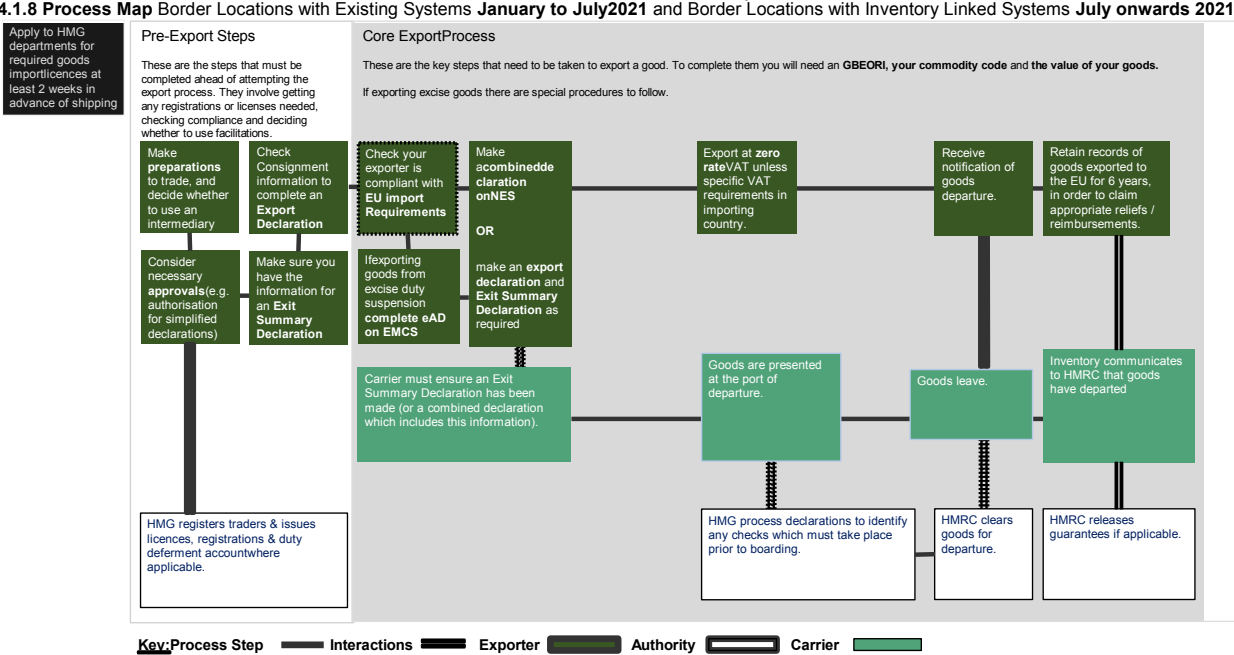 4.1.8 Process Map Border Locations with Existing Systems January to July2021 and Border Locations with Inventory Linked Systems July onwards 2021
Apply to HMG
departments for
required goods
importlicences at
least 2 weeks in
advance of shipping
Pre-Export Steps
These are the steps that must be
completed ahead of attempting the
export process. They involve getting
any registrations or licenses needed,
checking compliance and deciding
whether to use facilitations.
Core ExportProcess
These are the key steps that need to be taken to export a good. To complete them you will need an GBEORI, your commodity code and the value of your goods.
If exporting excise goods there are special procedures to follow.
Make
preparations
to trade, and
decide whether
to use an
intermediary
Check
Consignment
information to
complete an
Export
Declaration
Check your
exporter is
compliant with
EU import
Requirements
Make
acombinedde
claration
onNES
OR
make an export
declaration and
Exit Summary
Declaration as
required
Export at zero
rateVAT unless
specific VAT
requirements in
importing
country.
Receive
notification of
goods
departure.
Retain records of
goods exported to
the EU for 6 years,
in order to claim
appropriate reliefs /
reimbursements.
Consider
necessary
approvals(e.g.
authorisation
for simplified
declarations)
Make sure you
have the
information for
an Exit
Summary
Declaration
Ifexporting
goods from
excise duty
suspension
complete eAD
on EMCS
Carrier must ensure an Exit
Summary Declaration has been
made (or a combined declaration
which includes this information).
Goods are presented
at the port of
departure.
Goods leave.
Inventory communicates
to HMRC that goods
have departed
HMG registers traders & issues
licences, registrations & duty
deferment accountwhere
applicable.
HMG process declarations to identify
any checks which must take place
prior to boarding.
HMRC clears
goods for
departure.
HMRC releases
guarantees if applicable.
Key:Process Step Interactions Exporter Authority Carrier